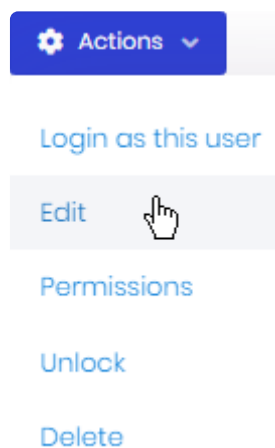 Actions
Login as this user
Edit
Permissions
Unlock
Delete